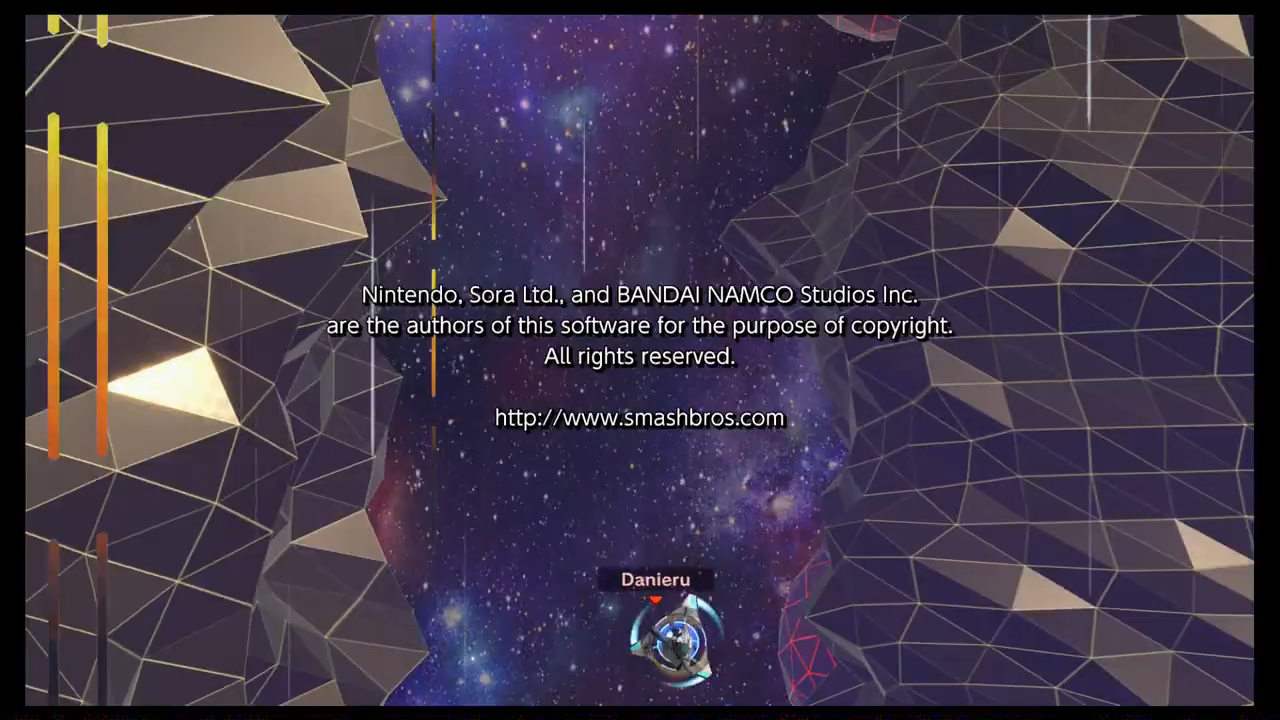 Nintendo, Sora Ltd., and BANDAI NAMCO Studios Inc.
are the authors of this software for the purpose of copyright.
All rights reserved.
http://www.smashbros.com
Danieru